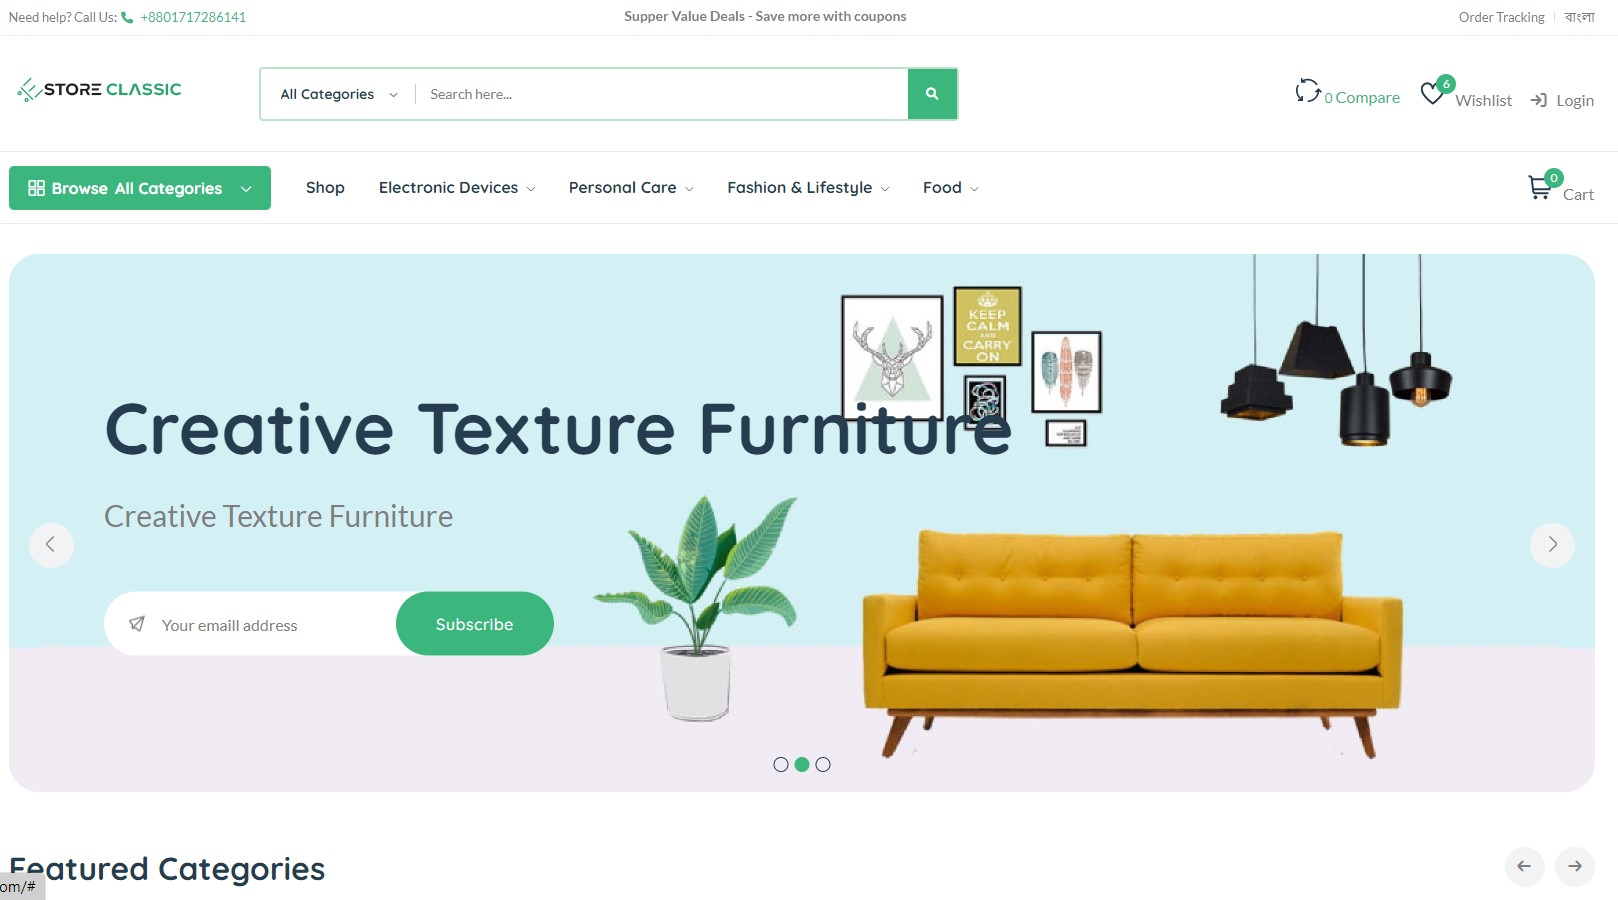 Need help? Call Us: +8801717286141
Supper Value Deals - Save more with coupons
Order Tracking
বাংলা
STORE CLASSIC
All Categories
Search here...
0 Compare
6
Wishlist
Login
Browse All Categories
Shop
Electronic Devices
Personal Care
Fashion & Lifestyle
Food
0
Cart
KEEP
CALM
AND
CARRY
ON
Creative Texture Furniture
Creative Texture Furniture
Your emaill address
Subscribe
Featured Categories
om/#